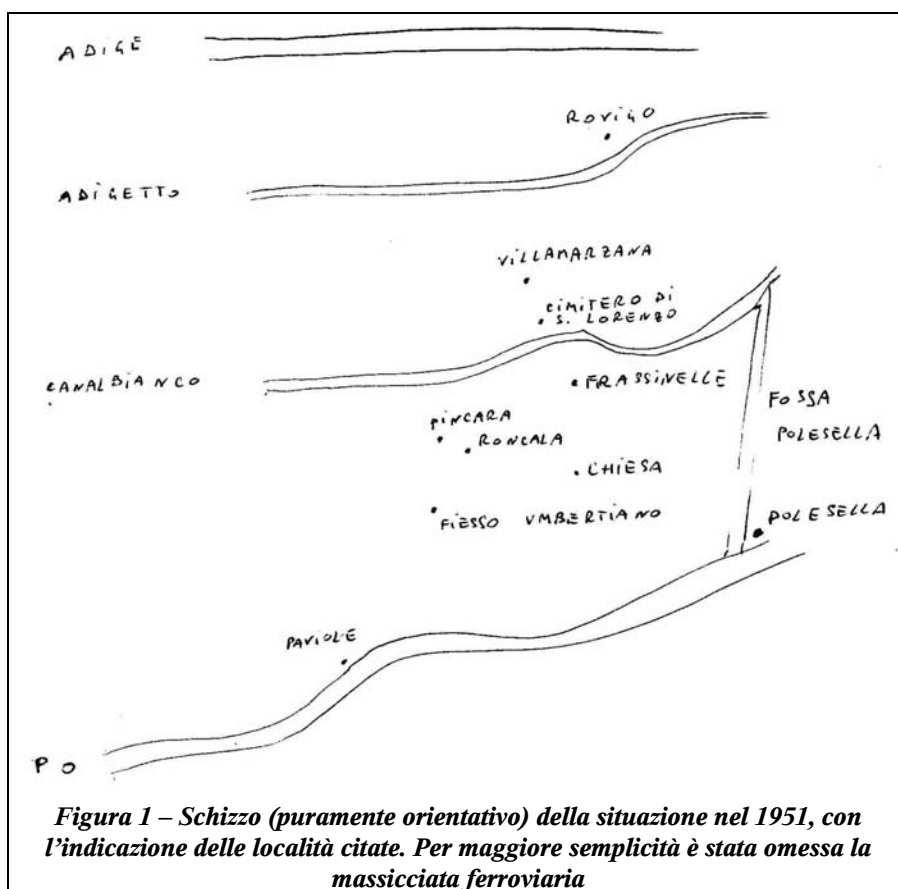 ADIGE
ROVIGO
ADIGETTO
VILLAMARZANA
CIMITERO DI
S. LORENZO
CANALBIANCO
FRASSINELLE
FOSSA
POLESELLA
PINCARA
RONCALA
CHIESA
FIESSO UMBERTIANO
POLESELLA
PAVIOLE
PO
Figura 1 – Schizzo (puramente orientativo) della situazione nel 1951, con
l'indicazione delle località citate. Per maggiore semplicità è stata omessa la
massicciata ferroviaria